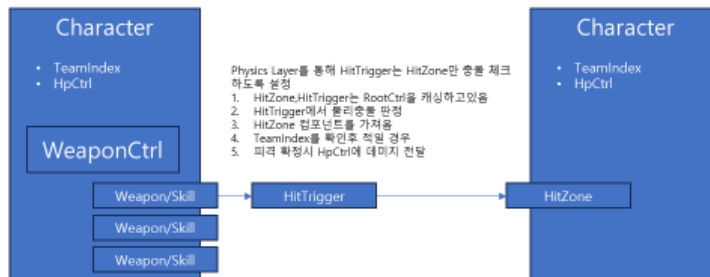 Character
• TeamIndex
• HpCtrl
WeaponCtrl
Weapon/Skill
Weapon/Skill
Weapon/Skill
Physics Layer를 통해 HitTrigger는 HitZone만 충돌 체크
하도록 설정
1. HitZone,HitTrigger는 RootCtrl을 캐싱하고있음
2. HitTrigger에서 물리충돌 판정
3. HitZone 컴포넌트를 가져옴
4. TeamIndex를 확인후 적일 경우
5. 피격 확정시 HpCtrl에 데미지 전달
HitTrigger
Character
• TeamIndex
• HpCtrl
HitZone